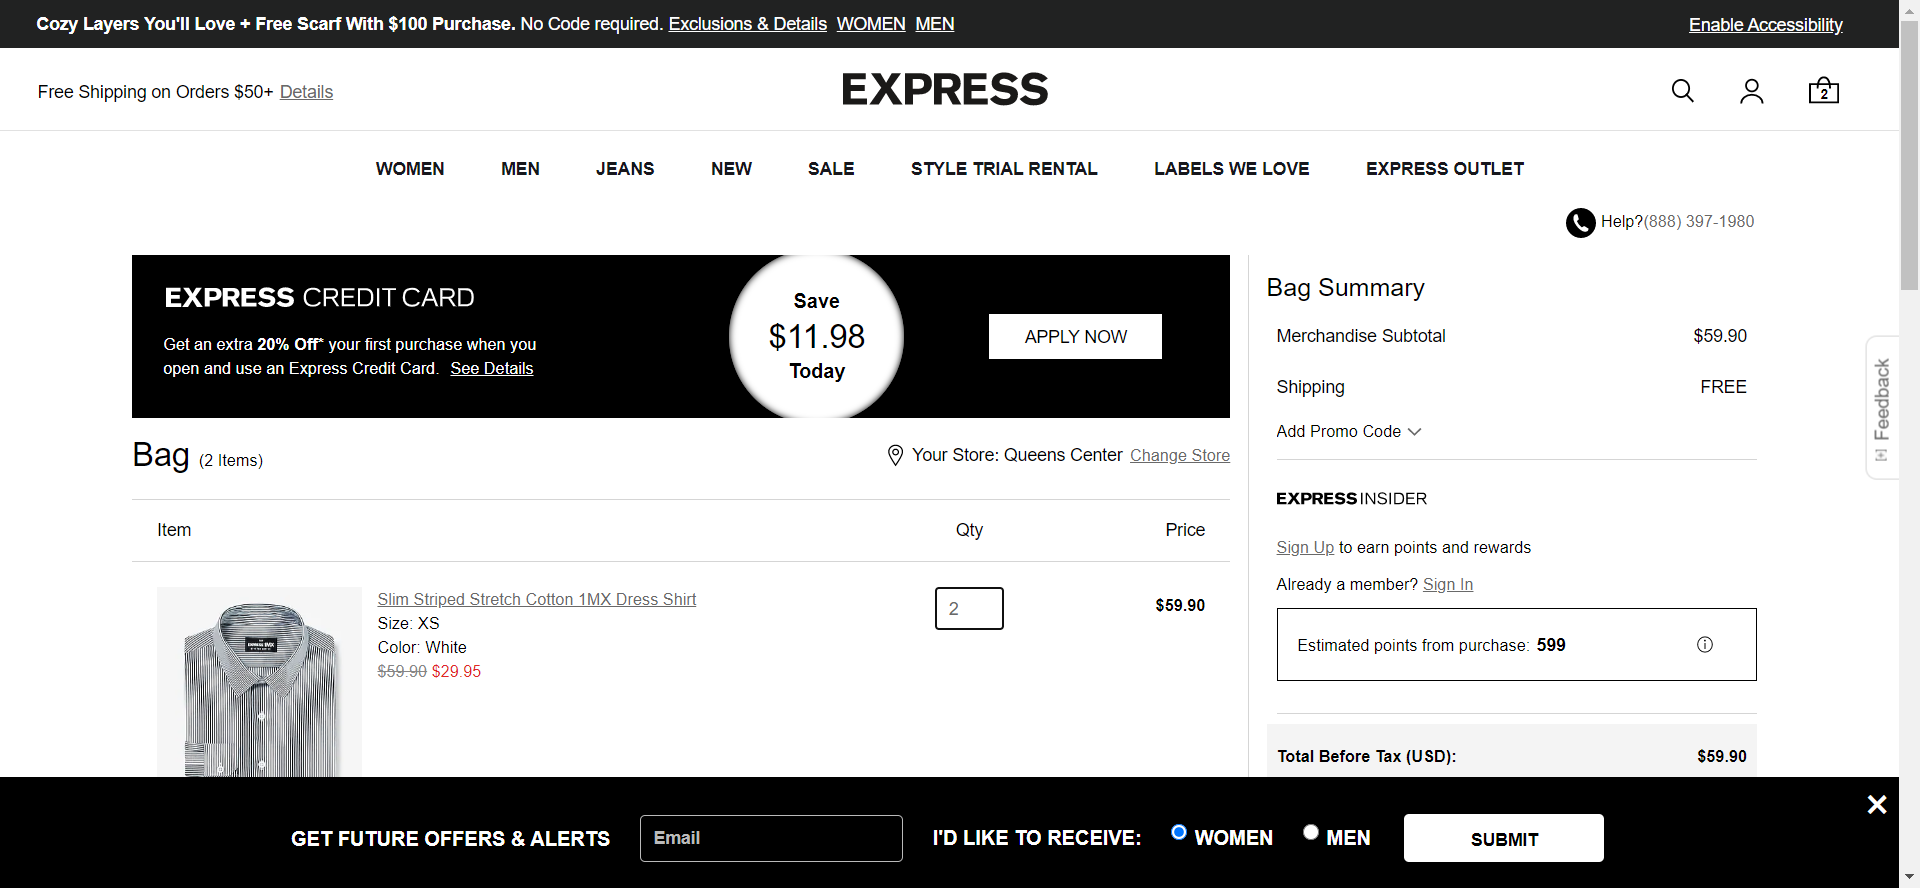 Cozy Layers You'll Love + Free Scarf With $100 Purchase. No Code required. Exclusions & Details WOMEN MEN
Enable Accessibility
Free Shipping on Orders $50+ Details
EXPRESS
2
WOMEN MEN JEANS NEW SALE STYLE TRIAL RENTAL LABELS WE LOVE EXPRESS OUTLET
Help?(888) 397-1980
EXPRESS CREDIT CARD
Get an extra 20% Off* your first purchase when you
open and use an Express Credit Card. See Details
Save
$11.98
Today
APPLY NOW
Bag (2 Items)
Your Store: Queens Center Change Store
Item Qty Price
Slim Striped Stretch Cotton 1MX Dress Shirt
Size: XS
Color: White
$59.90 $29.95
2
$59.90
Bag Summary
Merchandise Subtotal $59.90
Shipping FREE
Add Promo Code
EXPRESS INSIDER
Sign Up to earn points and rewards
Already a member? Sign In
Estimated points from purchase: 599
Total Before Tax (USD): $59.90
[+] Feedback
GET FUTURE OFFERS & ALERTS
Email
I'D LIKE TO RECEIVE: WOMEN MEN
SUBMIT